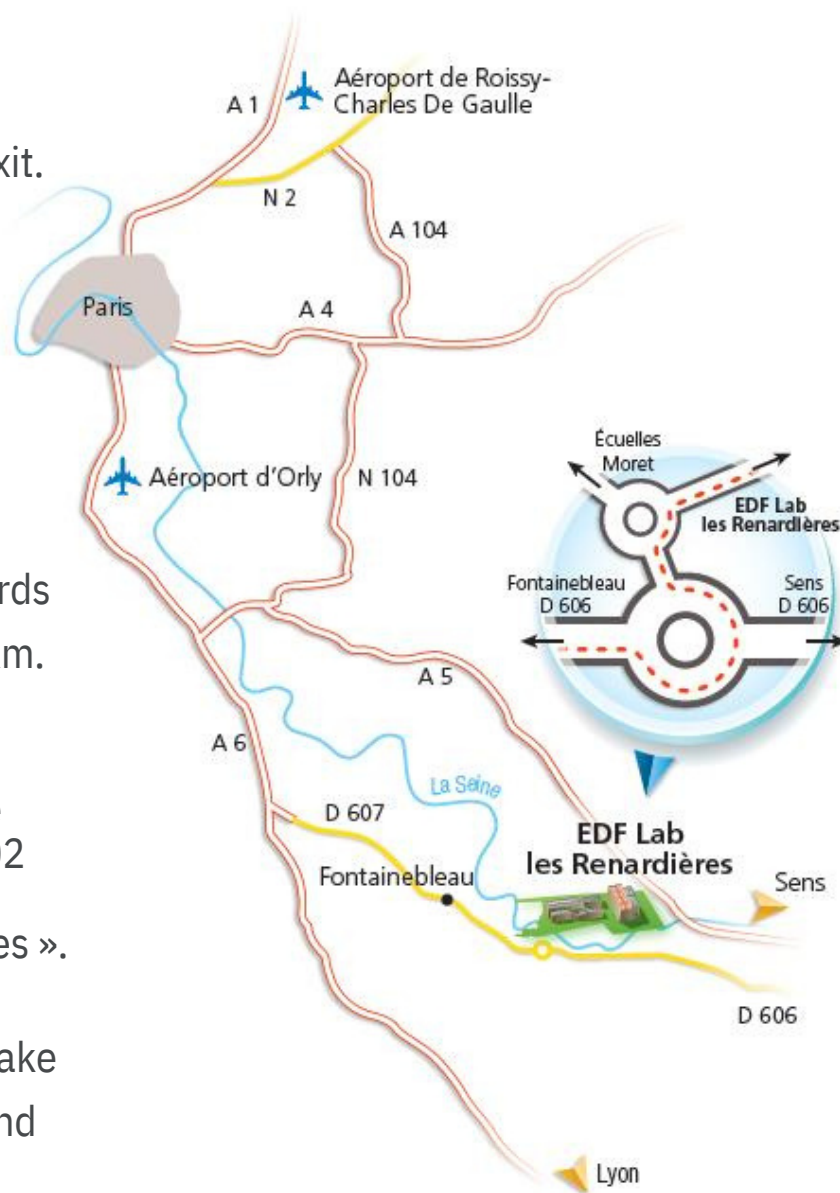 xit.
rds
m.
02
es ».
ake
nd
Aéroport de Roissy-
Charles De Gaulle
A 1
N 2
A 104
Paris
A 4
Aéroport d'Orly
N 104
Écuelles
Moret
EDF Lab
les Renardières
Fontainebleau
D 606
Sens
D 606
A 5
A 6
La Seine
D 607
EDF Lab
les Renardières
Fontainebleau
Sens
D 606
Lyon